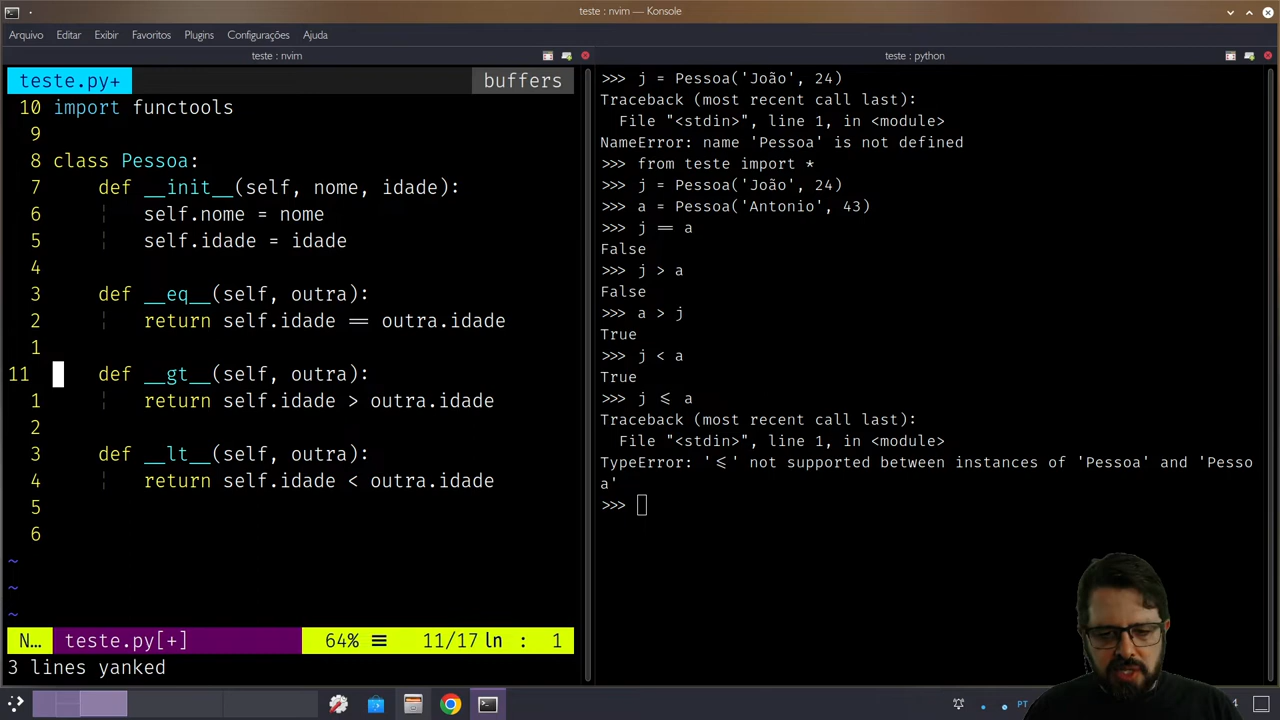 teste : nvim — Konsole
Arquivo Editar Exibir Favoritos Plugins Configurações Ajuda
teste : nvim
teste.py+ buffers
10 import functools
9
8 class Pessoa:
7 def __init__(self, nome, idade):
6 self.nome = nome
5 self.idade = idade
4
3 def __eq__(self, outra):
2 return self.idade == outra.idade
1
11 def __gt__(self, outra):
1 return self.idade > outra.idade
2
3 def __lt__(self, outra):
4 return self.idade < outra.idade
5
6
~
~
~
N… teste.py[+] 64% ☰ 11/17 ln : 1
3 lines yanked
teste : python
>>> j = Pessoa('João', 24)
Traceback (most recent call last):
File "<stdin>", line 1, in <module>
NameError: name 'Pessoa' is not defined
>>> from teste import *
>>> j = Pessoa('João', 24)
>>> a = Pessoa('Antonio', 43)
>>> j == a
False
>>> j > a
False
>>> a > j
True
>>> j < a
True
>>> j <= a
Traceback (most recent call last):
File "<stdin>", line 1, in <module>
TypeError: '<=' not supported between instances of 'Pessoa' and 'Pesso
a'
>>>
PT